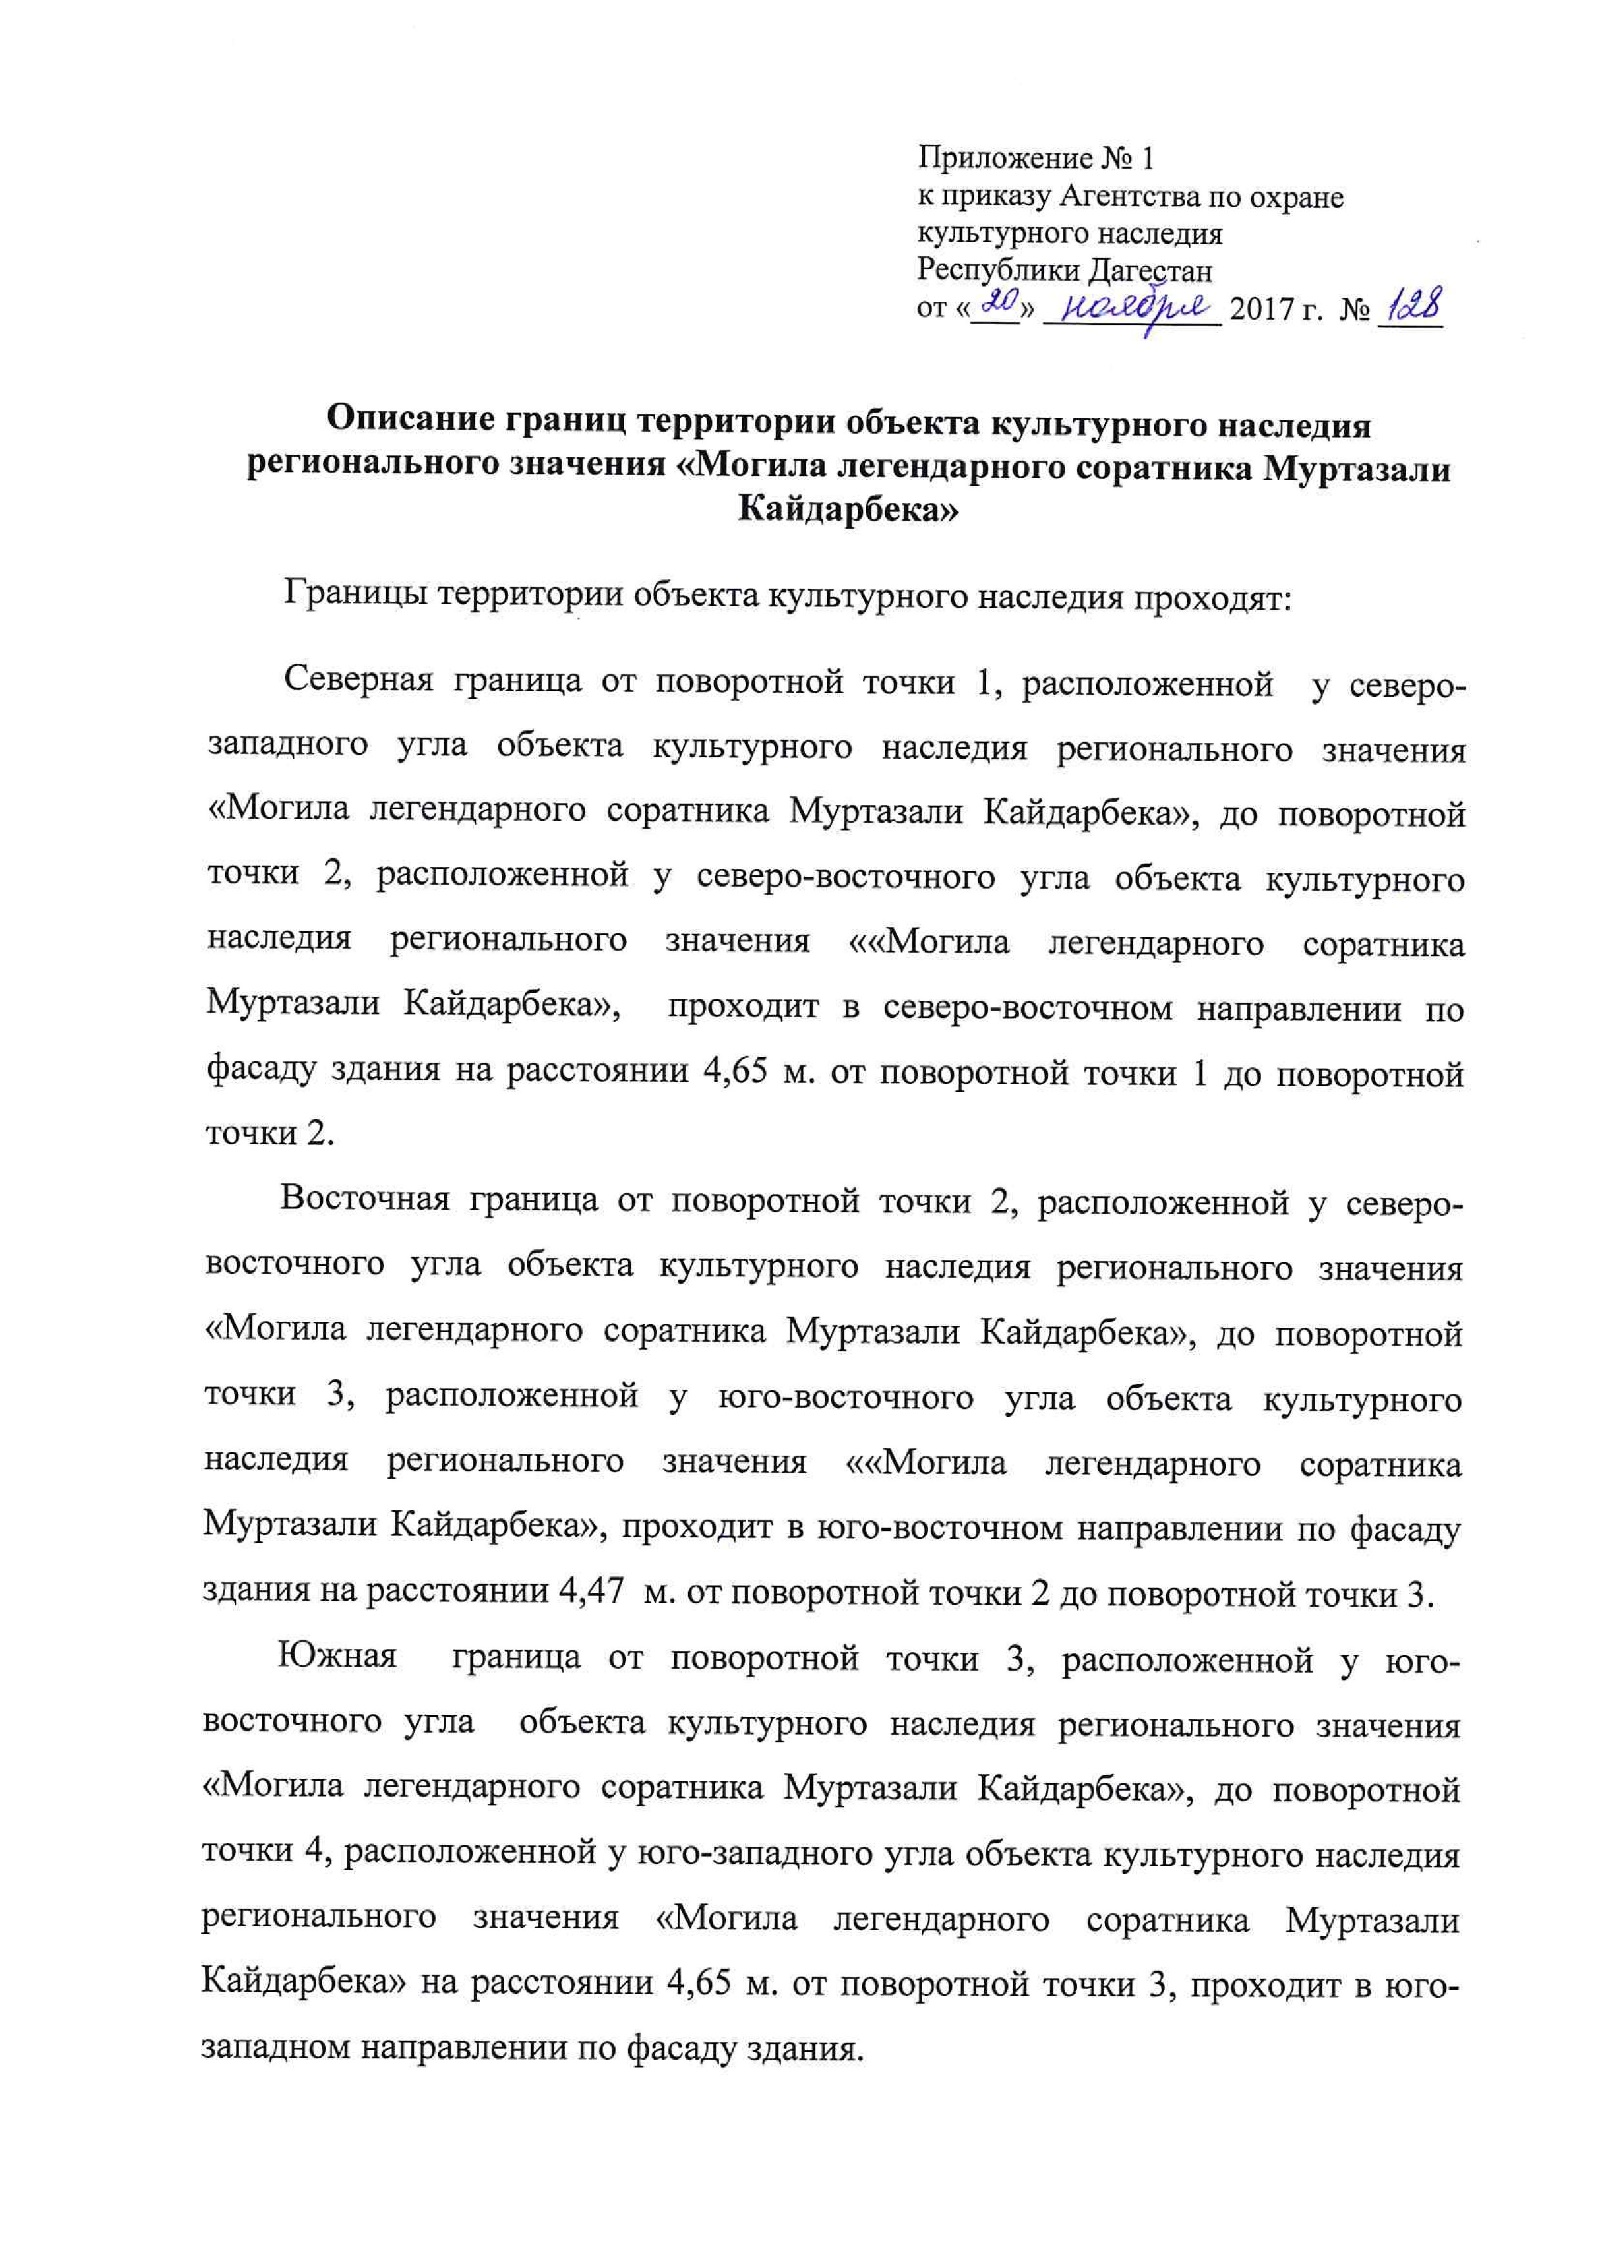 Приложение № 1
к приказу Агентства по охране
культурного наследия
Республики Дагестан
от «20» ноября 2017 г. № 128
Описание границ территории объекта культурного наследия
регионального значения «Могила легендарного соратника Муртазали
Кайдарбека»
Границы территории объекта культурного наследия проходят:
Северная граница от поворотной точки 1, расположенной у северо-
западного угла объекта культурного наследия регионального значения
«Могила легендарного соратника Муртазали Кайдарбека», до поворотной
точки 2, расположенной у северо-восточного угла объекта культурного
наследия регионального значения ««Могила легендарного соратника
Муртазали Кайдарбека», проходит в северо-восточном направлении по
фасаду здания на расстоянии 4,65 м. от поворотной точки 1 до поворотной
точки 2.
Восточная граница от поворотной точки 2, расположенной у северо-
восточного угла объекта культурного наследия регионального значения
«Могила легендарного соратника Муртазали Кайдарбека», до поворотной
точки 3, расположенной у юго-восточного угла объекта культурного
наследия регионального значения ««Могила легендарного соратника
Муртазали Кайдарбека», проходит в юго-восточном направлении по фасаду
здания на расстоянии 4,47 м. от поворотной точки 2 до поворотной точки 3.
Южная граница от поворотной точки 3, расположенной у юго-
восточного угла объекта культурного наследия регионального значения
«Могила легендарного соратника Муртазали Кайдарбека», до поворотной
точки 4, расположенной у юго-западного угла объекта культурного наследия
регионального значения «Могила легендарного соратника Муртазали
Кайдарбека» на расстоянии 4,65 м. от поворотной точки 3, проходит в юго-
западном направлении по фасаду здания.